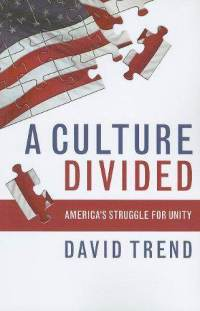 A CULTURE
DIVIDED
AMERICA'S STRUGGLE FOR UNITY
DAVID TREND